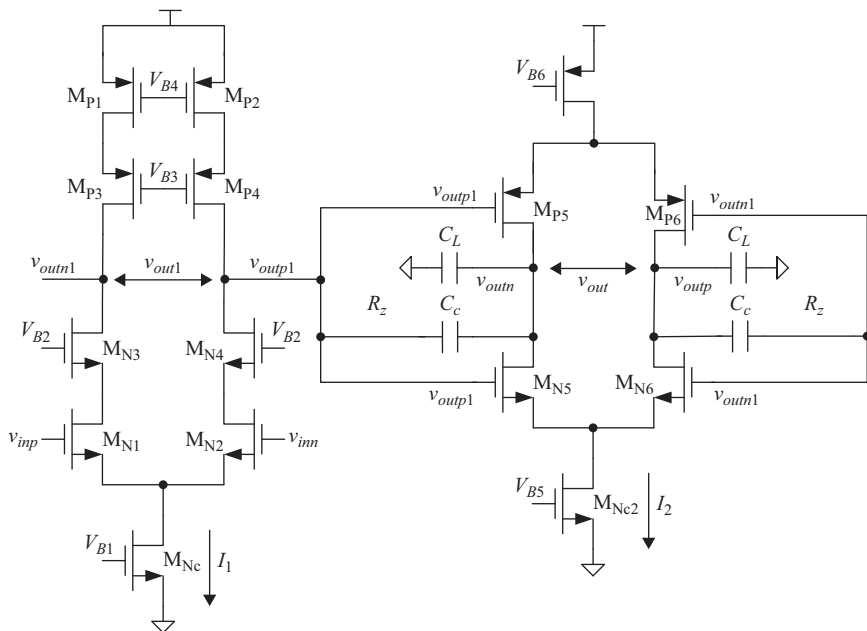 V_B4
M_P1
M_P2
V_B3
M_P3
M_P4
v_outn1
v_out1
v_outp1
V_B2
M_N3
M_N4
V_B2
v_inp
M_N1
M_N2
v_inn
V_B1
M_Nc
I_1
V_B6
v_outp1
M_P5
M_P6
v_outn1
C_L
C_L
v_outn
v_out
v_outp
R_z
C_c
C_c
R_z
v_outp1
M_N5
M_N6
v_outn1
V_B5
M_Nc2
I_2